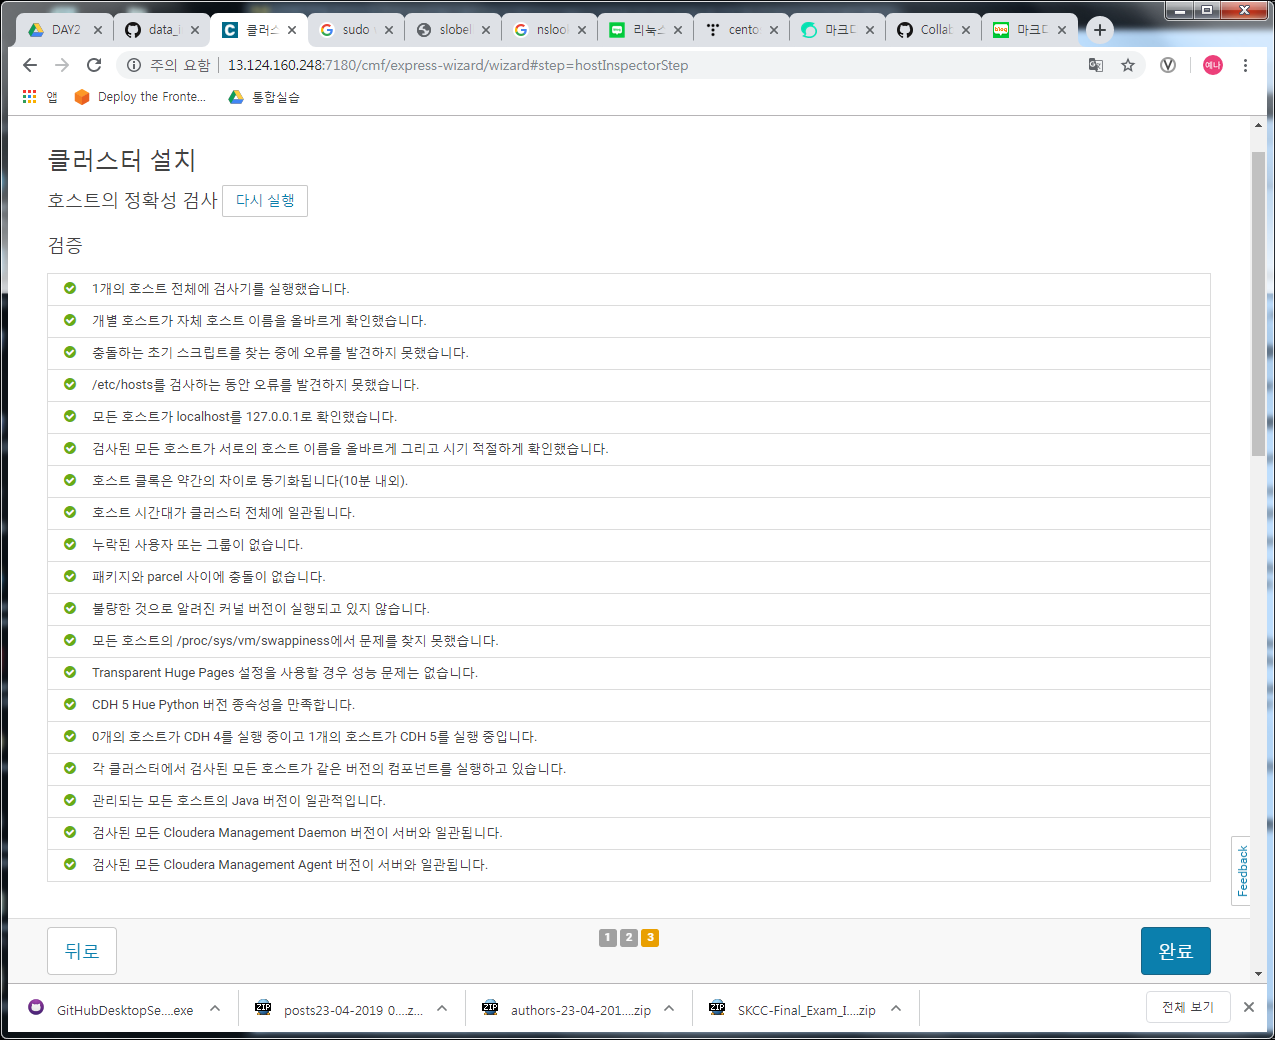 DAY2
data_i
클러스
sudo
slobel
nslool
리눅스
cento
마크다
Collab
마크다
주의 요함
13.124.160.248:7180/cmf/express-wizard/wizard#step=hostInspectorStep
예나
앱
Deploy the Fronte...
통합실습
클러스터 설치
호스트의 정확성 검사
다시 실행
검증
1개의 호스트 전체에 검사기를 실행했습니다.
개별 호스트가 자체 호스트 이름을 올바르게 확인했습니다.
충돌하는 초기 스크립트를 찾는 중에 오류를 발견하지 못했습니다.
/etc/hosts를 검사하는 동안 오류를 발견하지 못했습니다.
모든 호스트가 localhost를 127.0.0.1로 확인했습니다.
검사된 모든 호스트가 서로의 호스트 이름을 올바르게 그리고 시기 적절하게 확인했습니다.
호스트 클록은 약간의 차이로 동기화됩니다(10분 내외).
호스트 시간대가 클러스터 전체에 일관됩니다.
누락된 사용자 또는 그룹이 없습니다.
패키지와 parcel 사이에 충돌이 없습니다.
불량한 것으로 알려진 커널 버전이 실행되고 있지 않습니다.
모든 호스트의 /proc/sys/vm/swappiness에서 문제를 찾지 못했습니다.
Transparent Huge Pages 설정을 사용할 경우 성능 문제는 없습니다.
CDH 5 Hue Python 버전 종속성을 만족합니다.
0개의 호스트가 CDH 4를 실행 중이고 1개의 호스트가 CDH 5를 실행 중입니다.
각 클러스터에서 검사된 모든 호스트가 같은 버전의 컴포넌트를 실행하고 있습니다.
관리되는 모든 호스트의 Java 버전이 일관적입니다.
검사된 모든 Cloudera Management Daemon 버전이 서버와 일관됩니다.
검사된 모든 Cloudera Management Agent 버전이 서버와 일관됩니다.
Feedback
뒤로
1 2 3
완료
GitHubDesktopSe....exe
posts23-04-2019 0....z...
authors-23-04-201....zip
SKCC-Final_Exam_I....zip
전체 보기